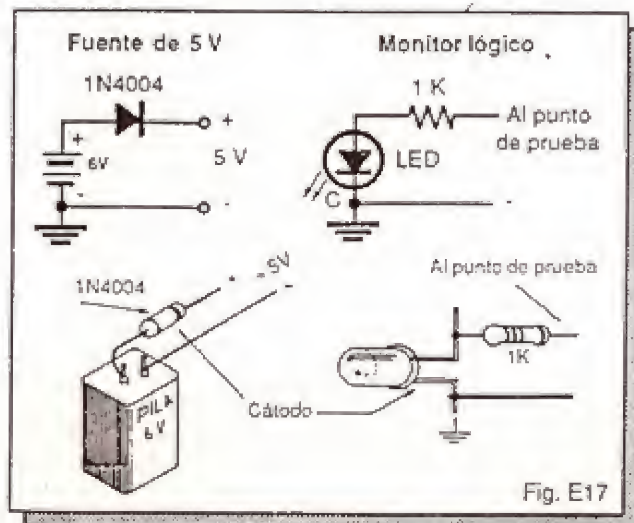 Fuente de 5 V
1N4004
+
+
6V
5 V
-
-
Monitor lógico
1 K
Al punto
de prueba
LED
C
-
1N4004
5V
-
PILA
6V
Cátodo
Al punto de prueba
1K
Fig. E17